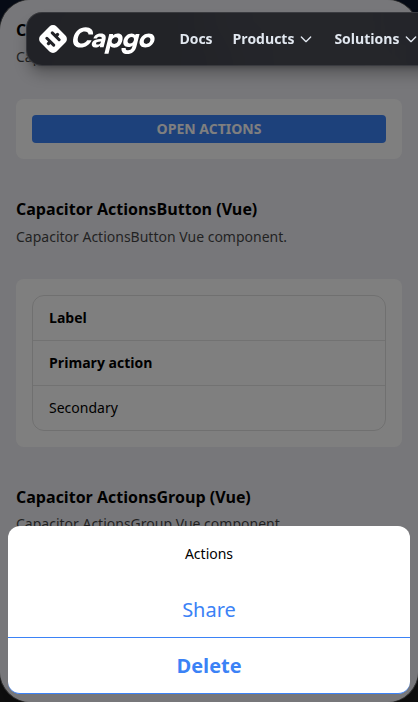 Capgo
Docs
Products
Solutions
OPEN ACTIONS
Capacitor ActionsButton (Vue)
Capacitor ActionsButton Vue component.
Label
Primary action
Secondary
Capacitor ActionsGroup (Vue)
Capacitor ActionsGroup Vue component.
Actions
Share
Delete